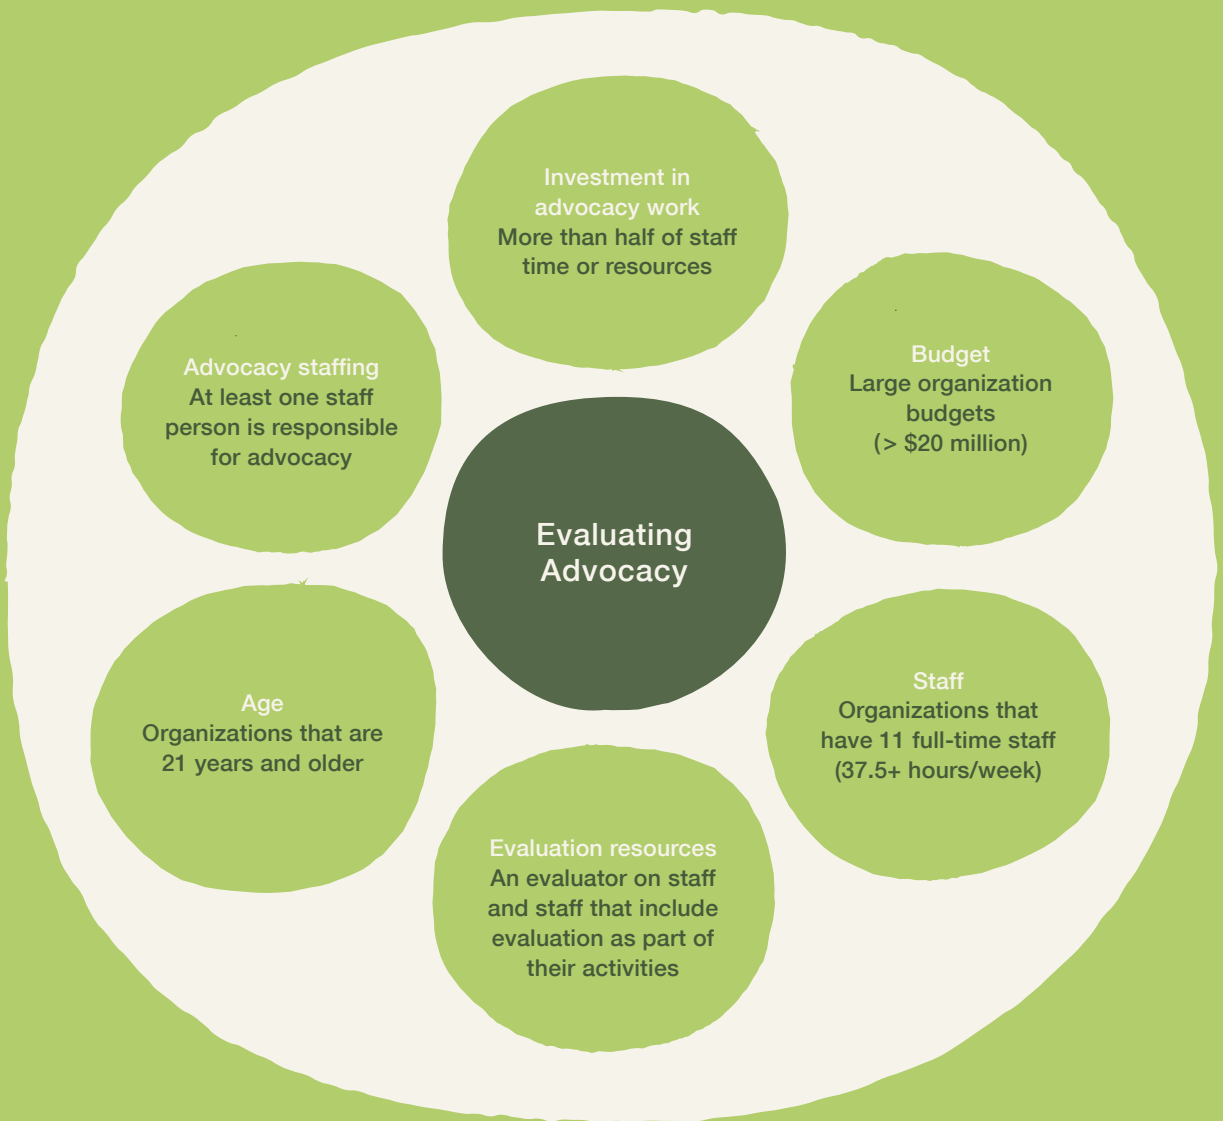 Investment in
advocacy work
More than half of staff
time or resources
Budget
Large organization
budgets
(> $20 million)
Advocacy staffing
At least one staff
person is responsible
for advocacy
Evaluating
Advocacy
Staff
Organizations that
have 11 full-time staff
(37.5+ hours/week)
Age
Organizations that are
21 years and older
Evaluation resources
An evaluator on staff
and staff that include
evaluation as part of
their activities